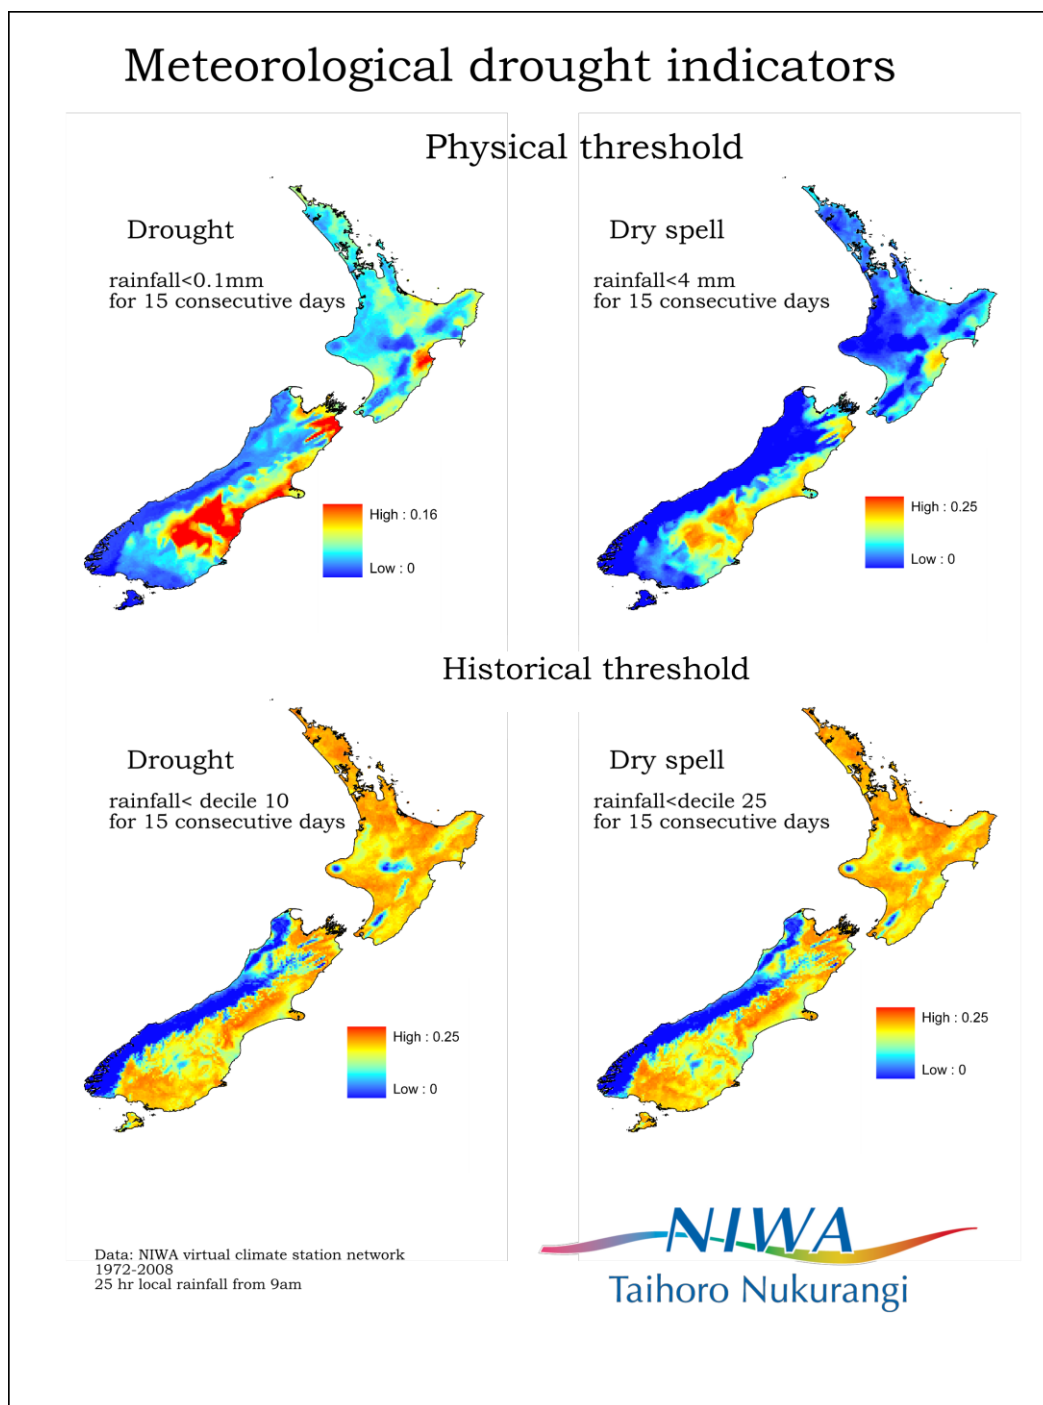 Meteorological drought indicators
Physical threshold
Drought
rainfall<0.1mm
for 15 consecutive days
High : 0.16
Low : 0
Dry spell
rainfall<4 mm
for 15 consecutive days
High : 0.25
Low : 0
Historical threshold
Drought
rainfall< decile 10
for 15 consecutive days
High : 0.25
Low : 0
Dry spell
rainfall<decile 25
for 15 consecutive days
High : 0.25
Low : 0
Data: NIWA virtual climate station network
1972-2008
25 hr local rainfall from 9am
NIWA
Taihoro Nukurangi